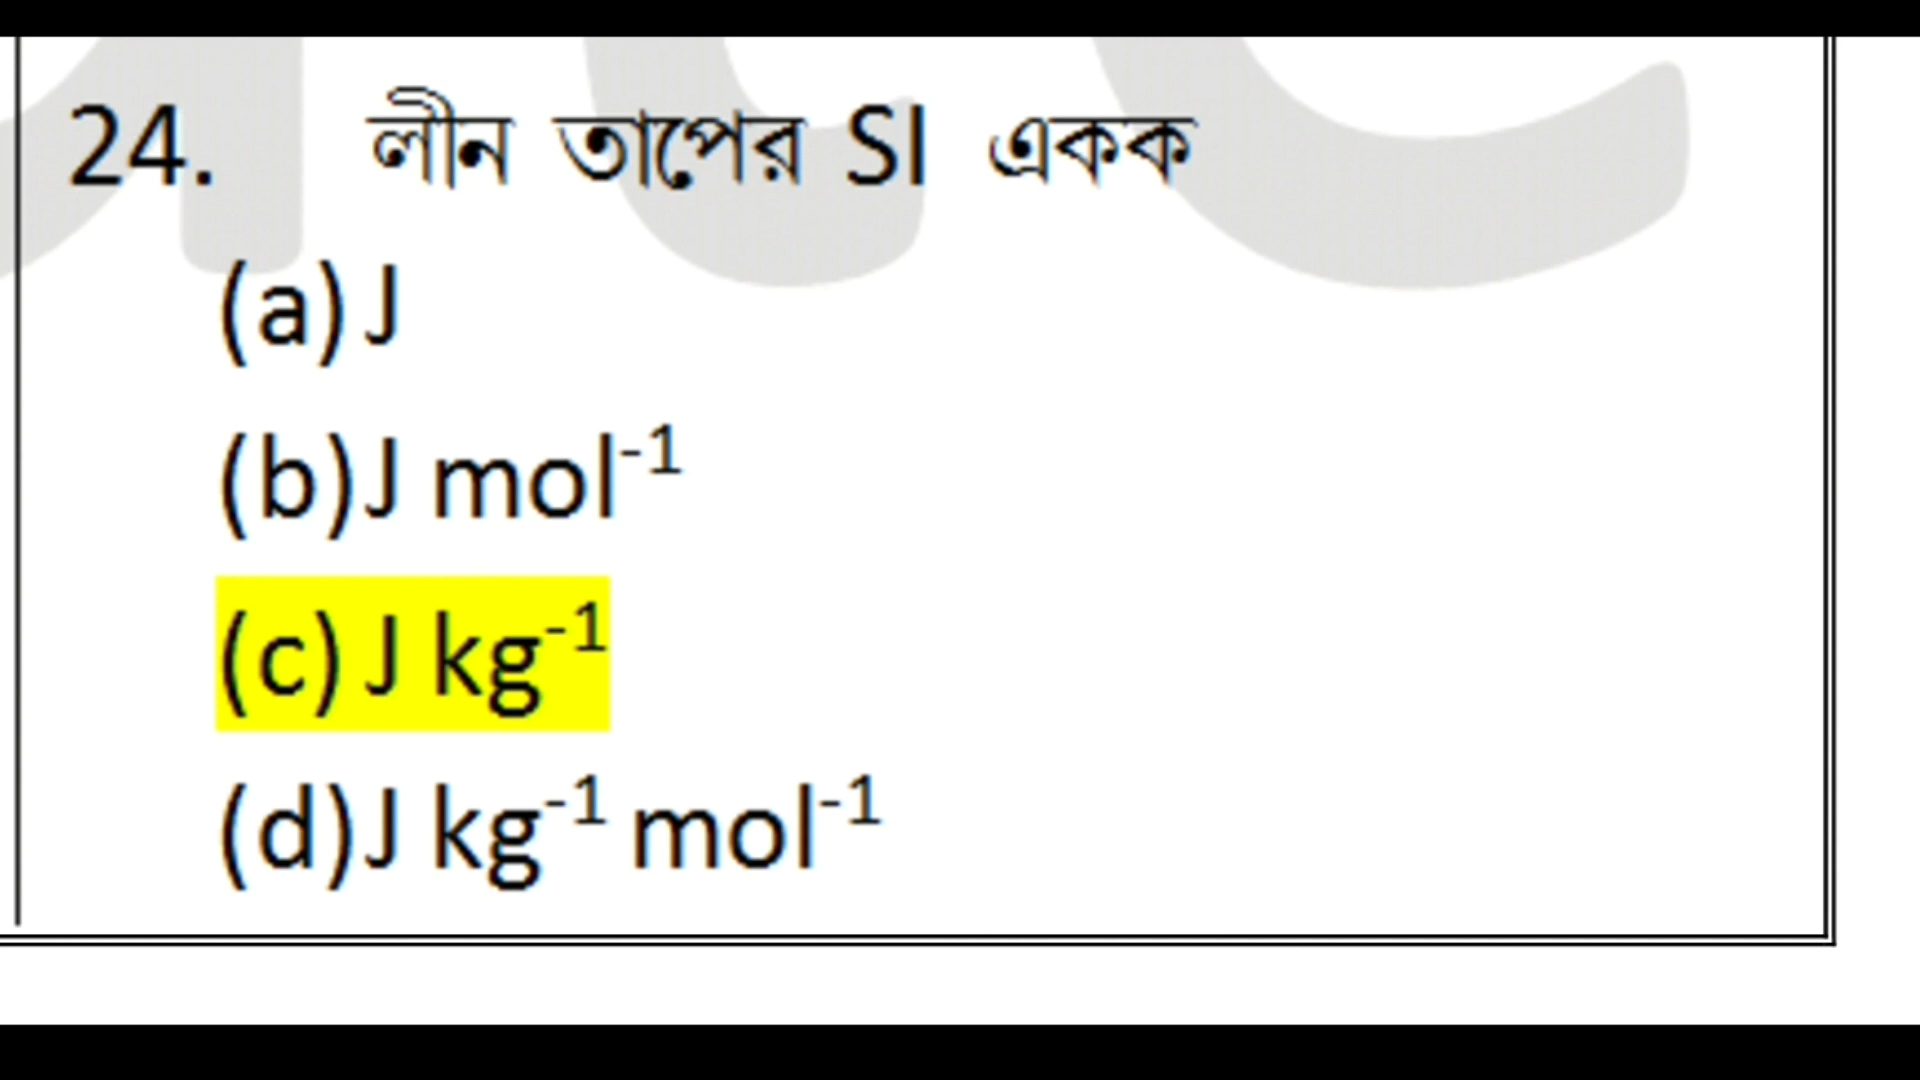 24. লীন তাপের SI একক
(a) J
(b) J mol⁻¹
(c) J kg⁻¹
(d) J kg⁻¹ mol⁻¹